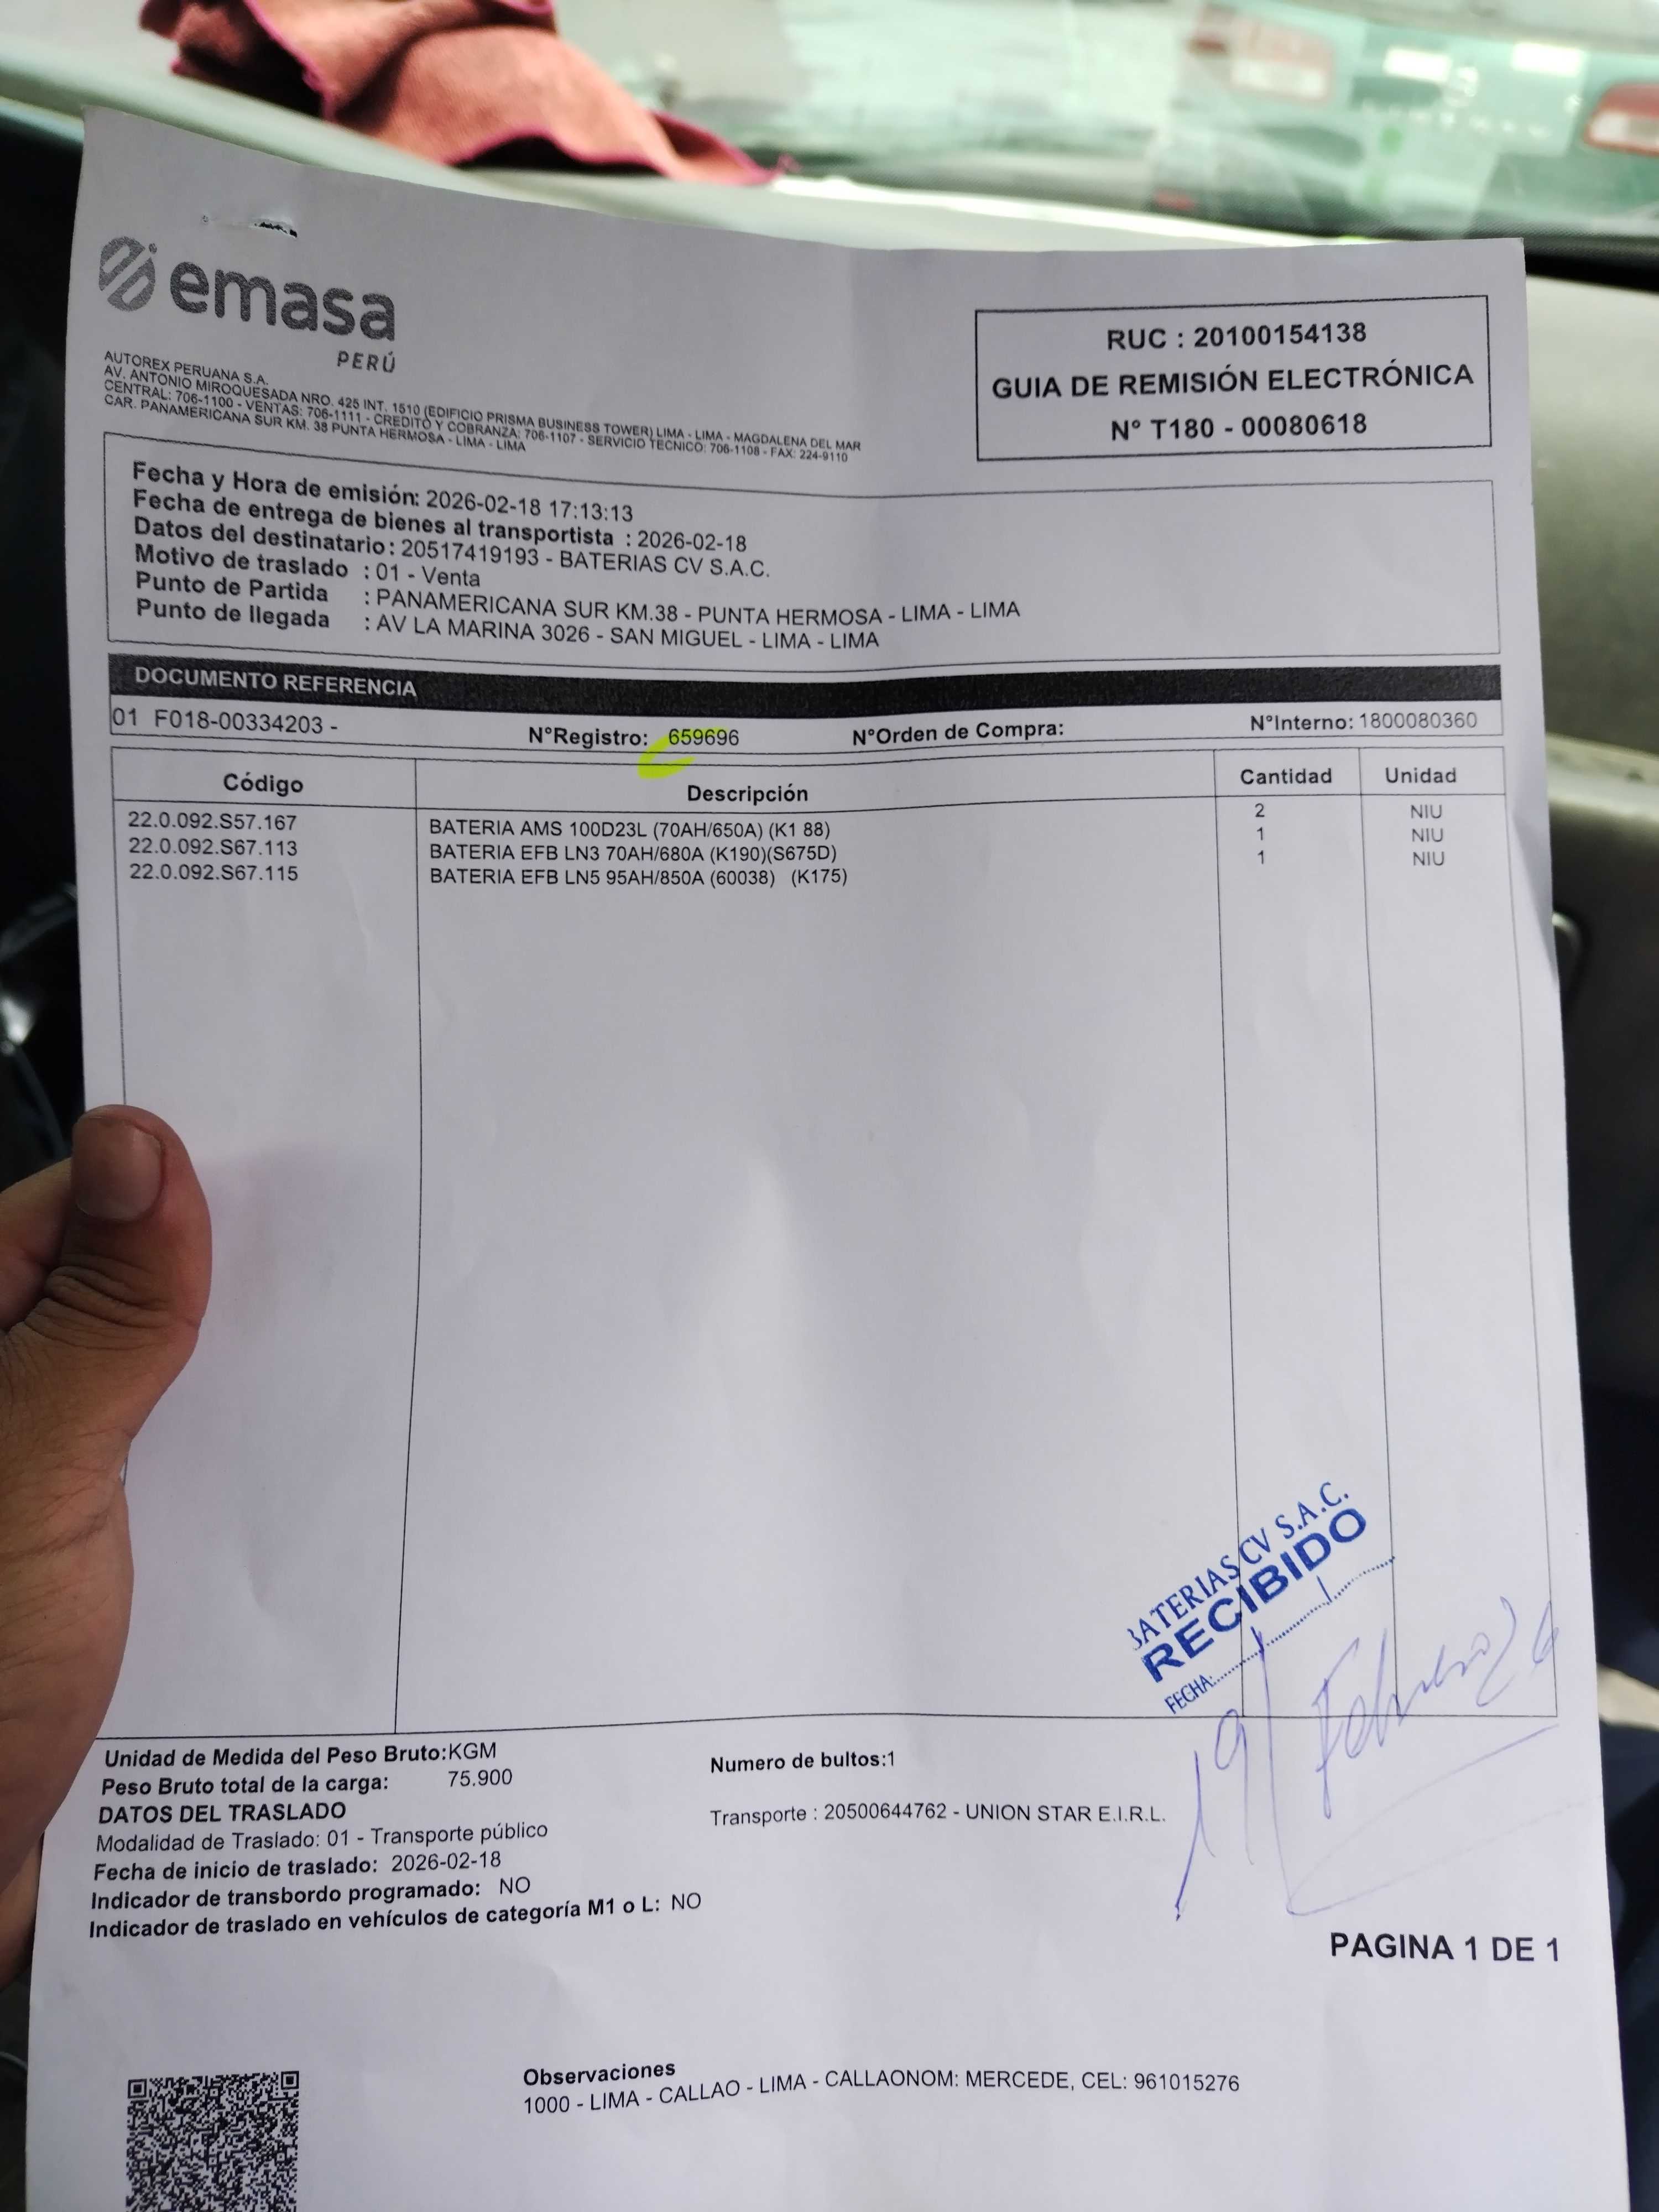 emasa
PERÚ
AUTOREX PERUANA S.A.
AV. ANTONIO MIROQUESADA NRO. 425 INT. 1510 (EDIFICIO PRISMA BUSINESS TOWER) LIMA - LIMA - MAGDALENA DEL MAR
CENTRAL: 706-1100 - VENTAS: 706-1111 - CREDITO Y COBRANZA: 706-1107 - SERVICIO TECNICO: 706-1108 - FAX: 224-9110
CAR. PANAMERICANA SUR KM. 38 PUNTA HERMOSA - LIMA - LIMA
RUC : 20100154138
GUIA DE REMISIÓN ELECTRÓNICA
N° T180 - 00080618
Fecha y Hora de emisión: 2026-02-18 17:13:13
Fecha de entrega de bienes al transportista : 2026-02-18
Datos del destinatario: 20517419193 - BATERIAS CV S.A.C.
Motivo de traslado : 01 - Venta
Punto de Partida : PANAMERICANA SUR KM.38 - PUNTA HERMOSA - LIMA - LIMA
Punto de llegada : AV LA MARINA 3026 - SAN MIGUEL - LIMA - LIMA
DOCUMENTO REFERENCIA
01 F018-00334203 - N°Registro: 659696 N°Orden de Compra: N°Interno: 1800080360
Código Descripción Cantidad Unidad
22.0.092.S57.167 BATERIA AMS 100D23L (70AH/650A) (K1 88) 2 NIU
22.0.092.S67.113 BATERIA EFB LN3 70AH/680A (K190)(S675D) 1 NIU
22.0.092.S67.115 BATERIA EFB LN5 95AH/850A (60038) (K175) 1 NIU
BATERIAS CV S.A.C.
RECIBIDO
FECHA:
19 Febrero 26
Unidad de Medida del Peso Bruto:KGM
Numero de bultos:1
Peso Bruto total de la carga: 75.900
DATOS DEL TRASLADO
Transporte : 20500644762 - UNION STAR E.I.R.L.
Modalidad de Traslado: 01 - Transporte público
Fecha de inicio de traslado: 2026-02-18
Indicador de transbordo programado: NO
Indicador de traslado en vehículos de categoría M1 o L: NO
PAGINA 1 DE 1
Observaciones
1000 - LIMA - CALLAO - LIMA - CALLAONOM: MERCEDE, CEL: 961015276